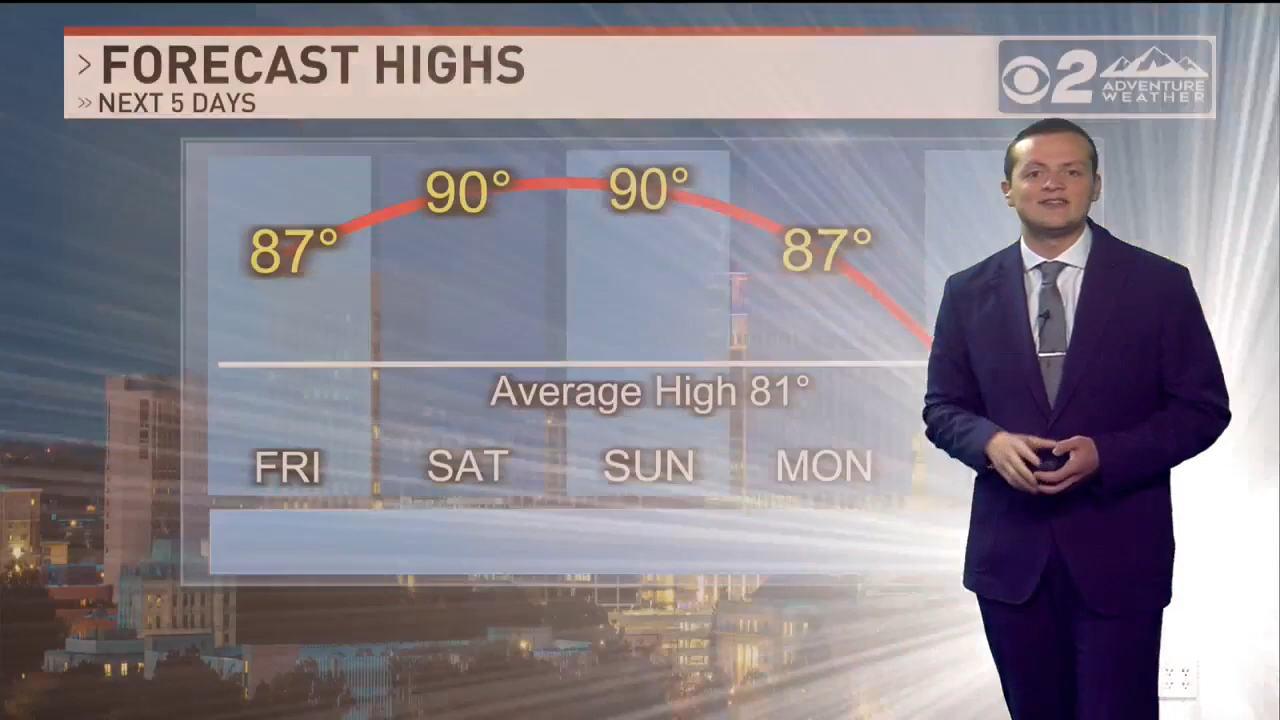 > FORECAST HIGHS
>> NEXT 5 DAYS
2 ADVENTURE WEATHER
87° 90° 90° 87°
Average High 81°
FRI SAT SUN MON